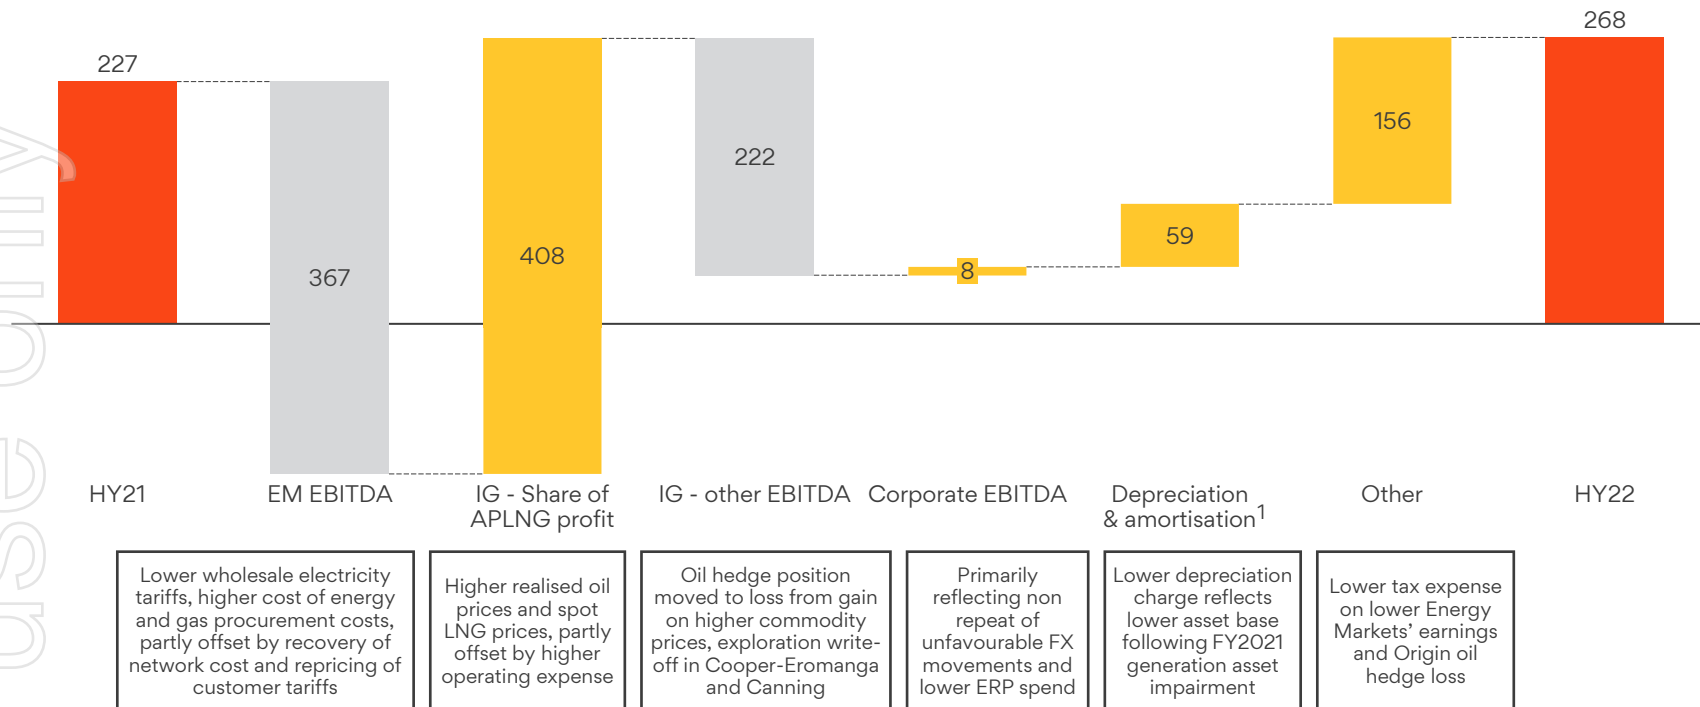 268
227
156
222
59
408
8
367
HY21
EM EBITDA
IG - Share of
APLNG profit
IG - other EBITDA
Corporate EBITDA
Depreciation
& amortisation1
Other
HY22
Lower wholesale electricity
tariffs, higher cost of energy
and gas procurement costs,
partly offset by recovery of
network cost and repricing of
customer tariffs
Higher realised oil
prices and spot
LNG prices, partly
offset by higher
operating expense
Oil hedge position
moved to loss from gain
on higher commodity
prices, exploration write-
off in Cooper-Eromanga
and Canning
Primarily
reflecting non
repeat of
unfavourable FX
movements and
lower ERP spend
Lower depreciation
charge reflects
lower asset base
following FY2021
generation asset
impairment
Lower tax expense
on lower Energy
Markets’ earnings
and Origin oil
hedge loss
use only